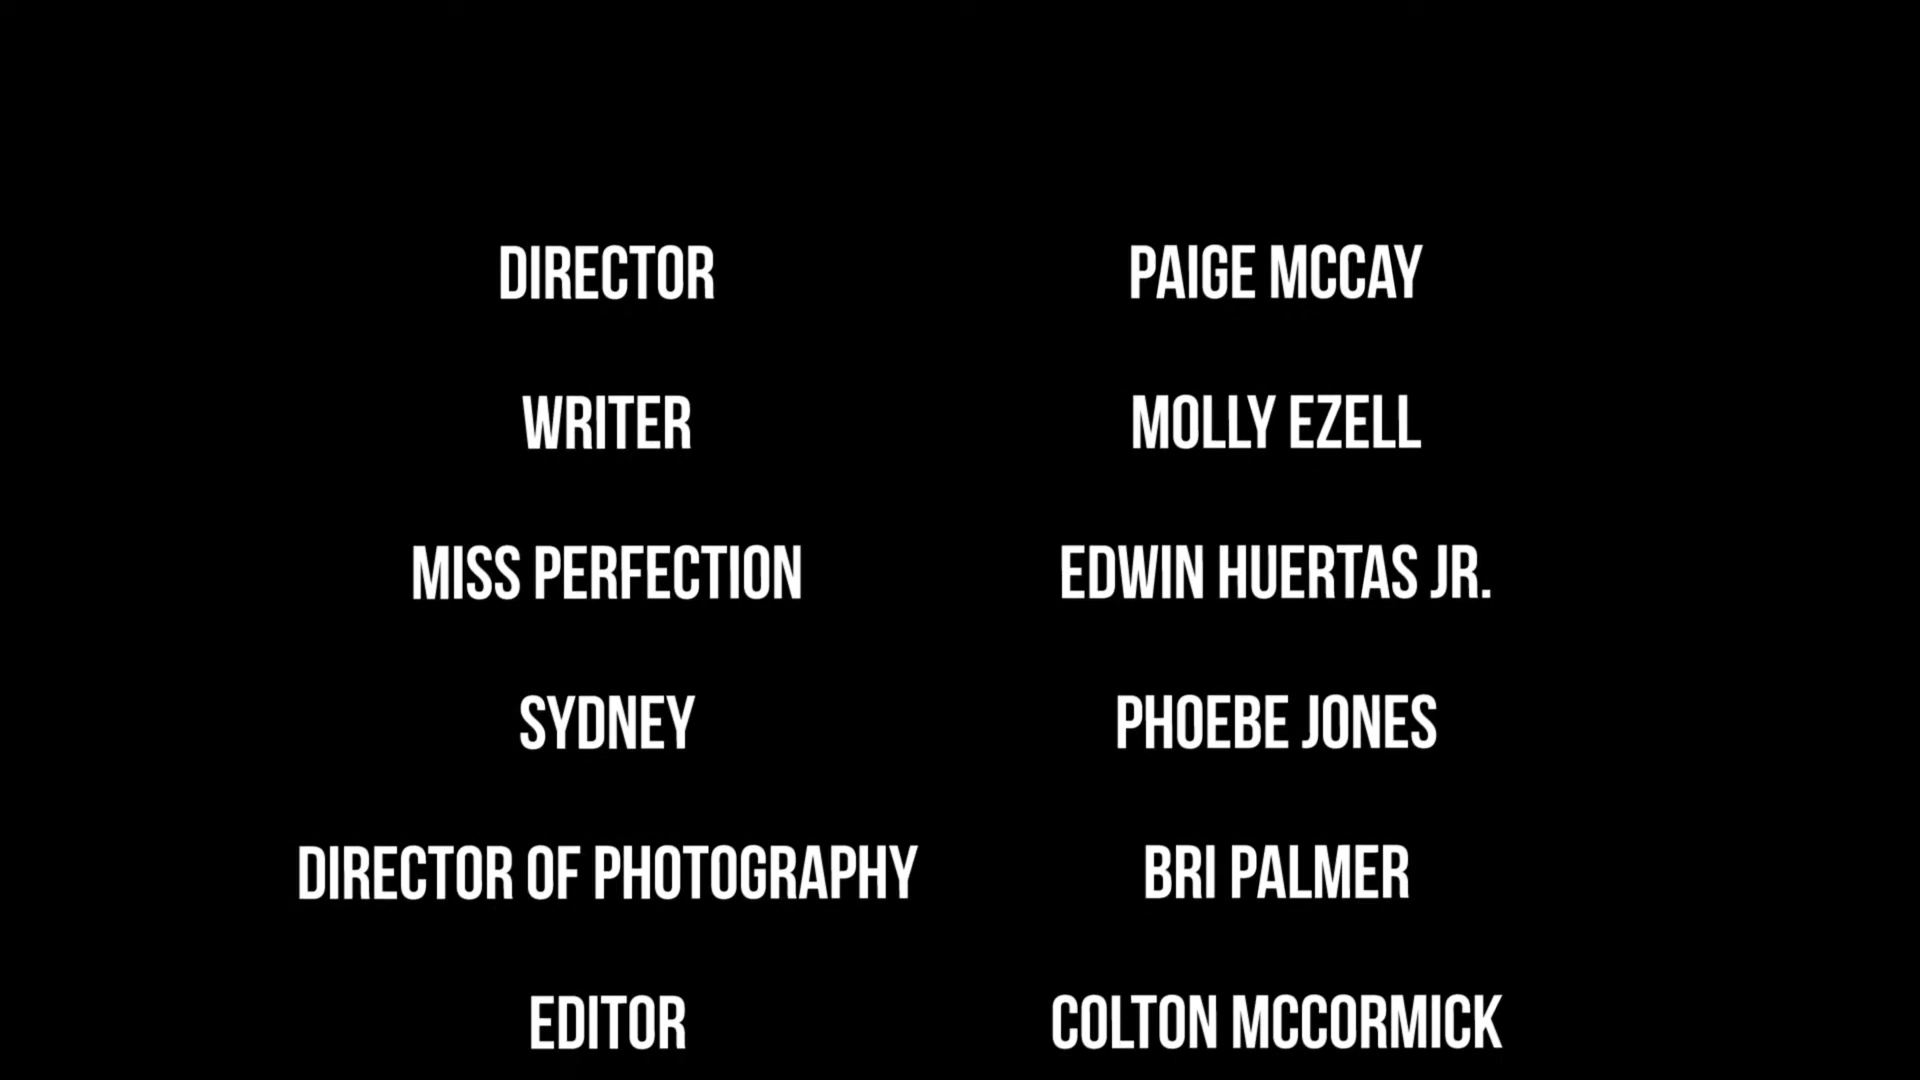 DIRECTOR PAIGE MCCAY
WRITER MOLLY EZELL
MISS PERFECTION EDWIN HUERTAS JR.
SYDNEY PHOEBE JONES
DIRECTOR OF PHOTOGRAPHY BRI PALMER
EDITOR COLTON MCCORMICK